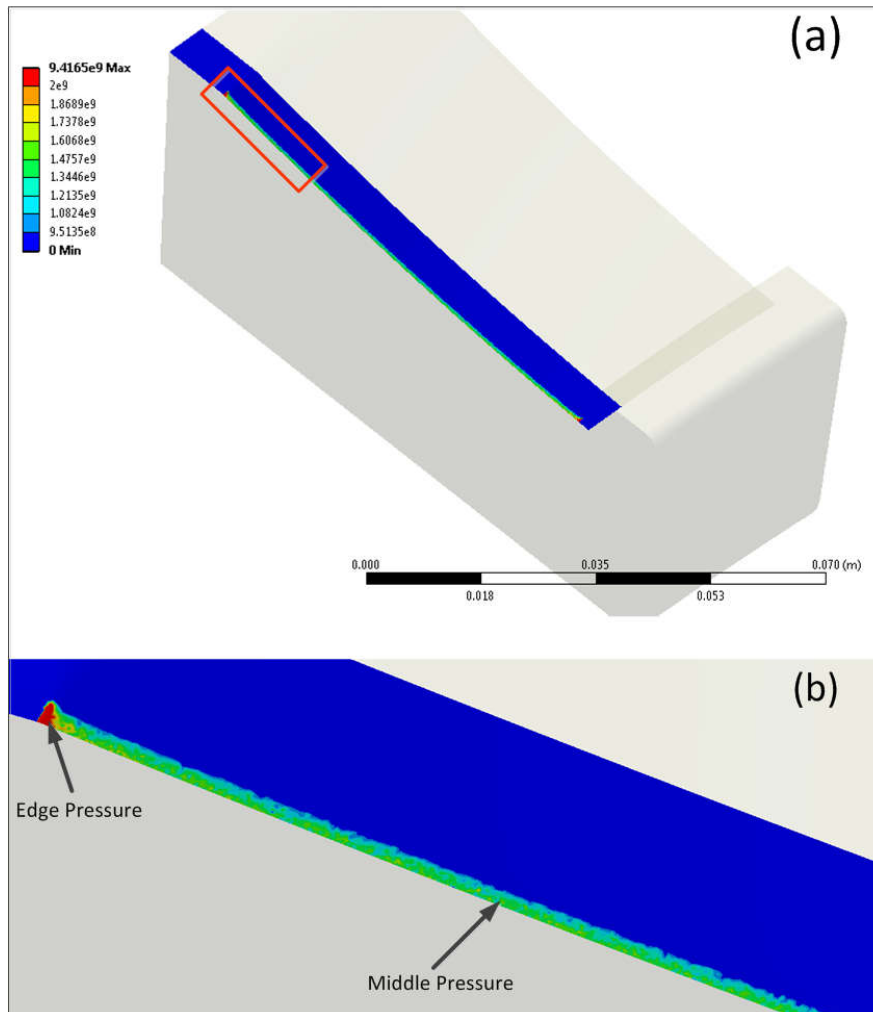 (a)
9.4165e9 Max
2e9
1.8689e9
1.7378e9
1.6068e9
1.4757e9
1.3446e9
1.2135e9
1.0824e9
9.5135e8
0 Min
0.000 0.035 0.070 (m)
0.018 0.053
(b)
Edge Pressure
Middle Pressure